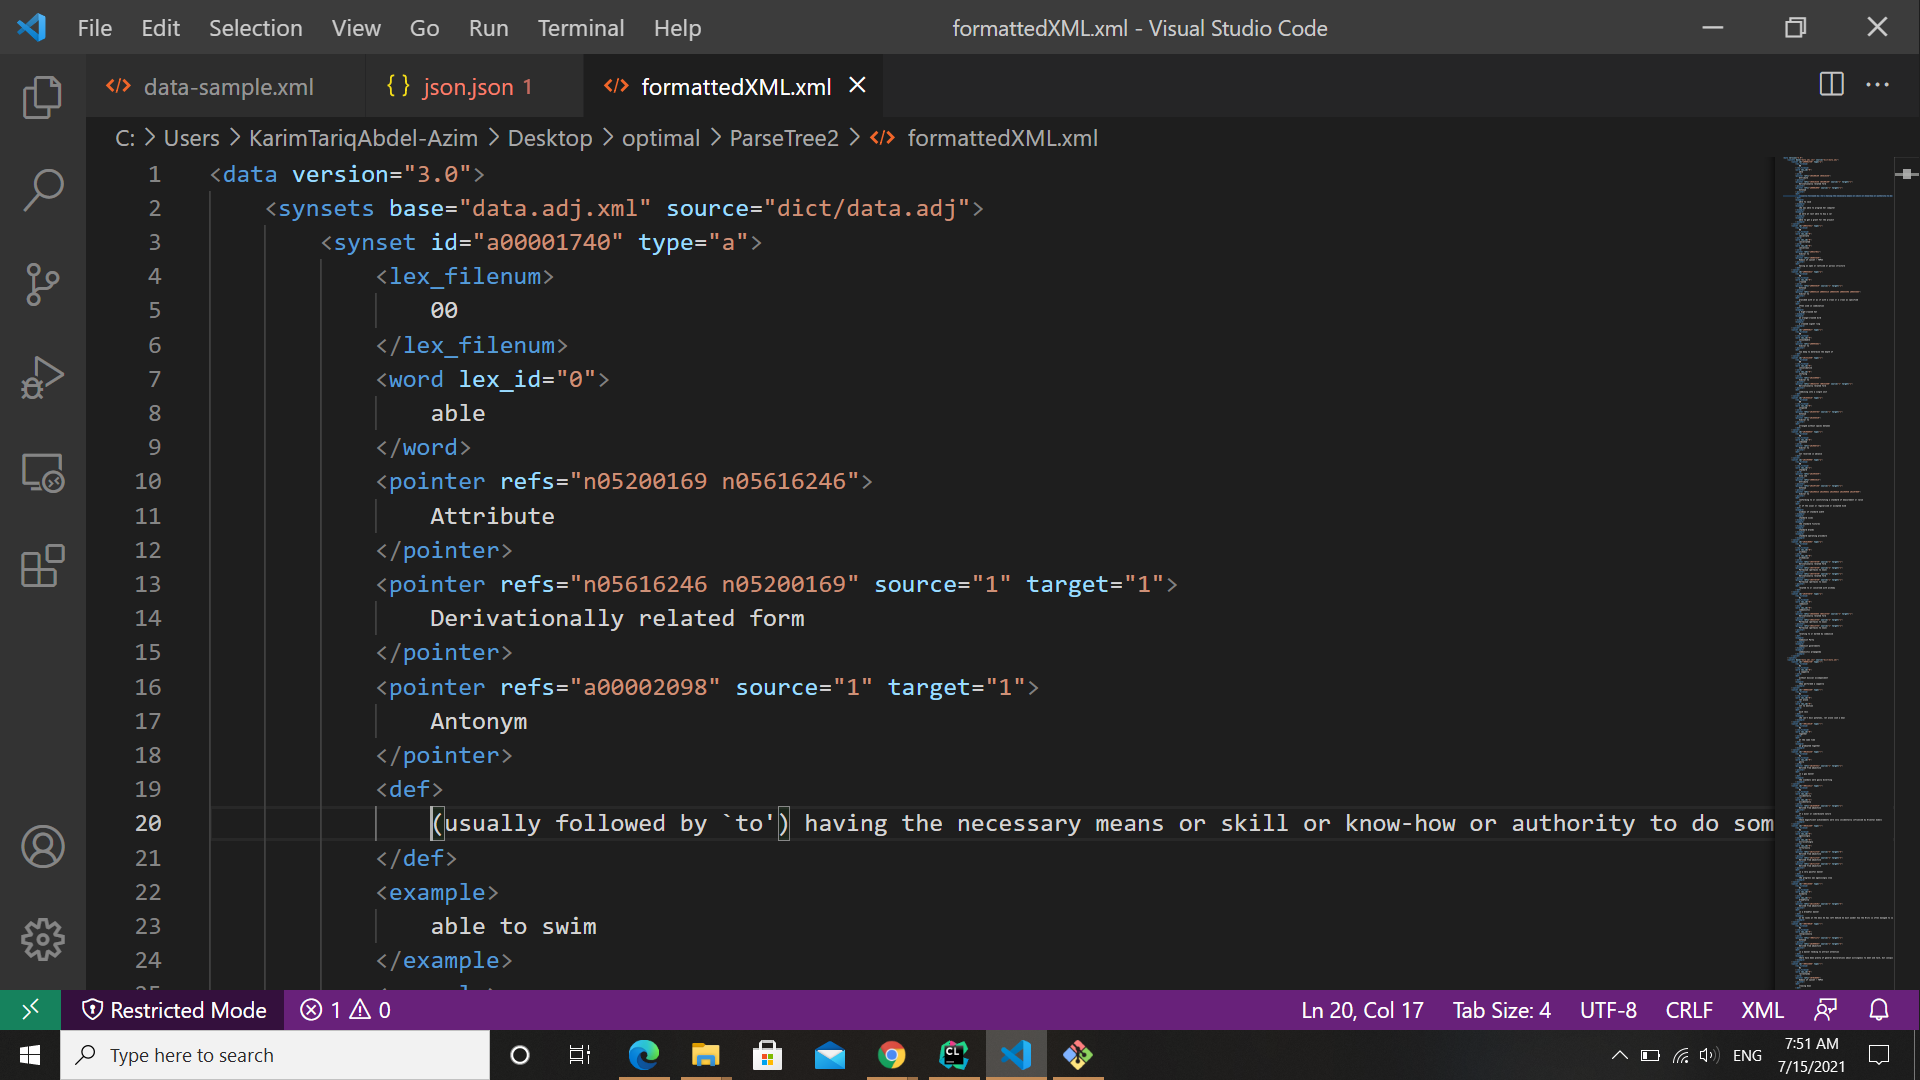 File Edit Selection View Go Run Terminal Help formattedXML.xml - Visual Studio Code
data-sample.xml {} json.json 1 formattedXML.xml
C: > Users > KarimTariqAbdel-Azim > Desktop > optimal > ParseTree2 > formattedXML.xml
1 <data version="3.0">
2 <synsets base="data.adj.xml" source="dict/data.adj">
3 <synset id="a00001740" type="a">
4 <lex_filenum>
5 00
6 </lex_filenum>
7 <word lex_id="0">
8 able
9 </word>
10 <pointer refs="n05200169 n05616246">
11 Attribute
12 </pointer>
13 <pointer refs="n05616246 n05200169" source="1" target="1">
14 Derivationally related form
15 </pointer>
16 <pointer refs="a00002098" source="1" target="1">
17 Antonym
18 </pointer>
19 <def>
20 (usually followed by `to') having the necessary means or skill or know-how or authority to do som
21 </def>
22 <example>
23 able to swim
24 </example>
Restricted Mode 1 0 Ln 20, Col 17 Tab Size: 4 UTF-8 CRLF XML
Type here to search CL ENG 7:51 AM
7/15/2021